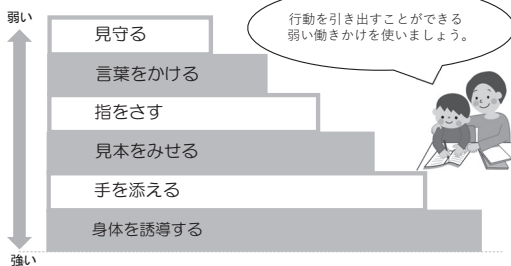 弱い
見守る
言葉をかける
指をさす
見本をみせる
手を添える
身体を誘導する
強い
行動を引き出すことができる
弱い働きかけを使いましょう。